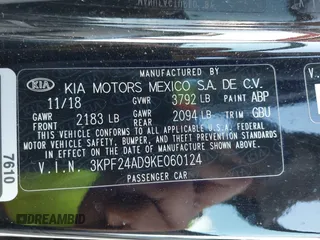 MANUFACTURED BY
KIA KIA MOTORS MEXICO S.A. DE C.V.
11/18 GVWR 3792 LB PAINT ABP
GAWR FRONT 2183 LB GAWR REAR 2094 LB TRIM GBU
THIS VEHICLE CONFORMS TO ALL APPLICABLE
FEDERAL MOTOR VEHICLE SAFETY, BUMPER,
AND THEFT PREVENTION STANDARDS IN EFFECT
ON THE DATE OF MANUFACTURE SHOWN ABOVE.
V.I.N. 3KPF24AD9KE060124
PASSENGER CAR
7610
DREAMBID